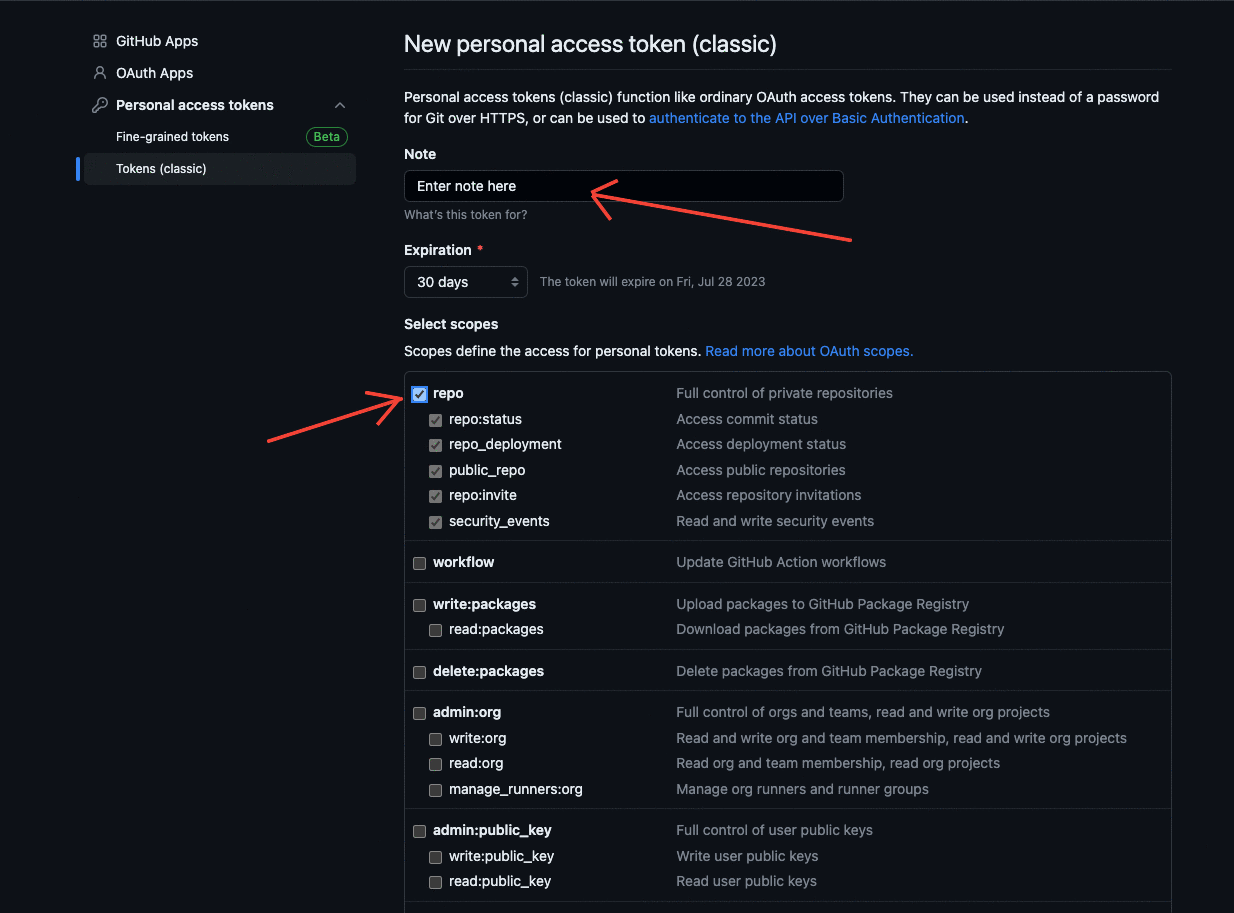 GitHub Apps
OAuth Apps
Personal access tokens
Fine-grained tokens Beta
Tokens (classic)
New personal access token (classic)
Personal access tokens (classic) function like ordinary OAuth access tokens. They can be used instead of a password
for Git over HTTPS, or can be used to authenticate to the API over Basic Authentication.
Note
Enter note here
What's this token for?
Expiration *
30 days The token will expire on Fri, Jul 28 2023
Select scopes
Scopes define the access for personal tokens. Read more about OAuth scopes.
repo Full control of private repositories
repo:status Access commit status
repo_deployment Access deployment status
public_repo Access public repositories
repo:invite Access repository invitations
security_events Read and write security events
workflow Update GitHub Action workflows
write:packages Upload packages to GitHub Package Registry
read:packages Download packages from GitHub Package Registry
delete:packages Delete packages from GitHub Package Registry
admin:org Full control of orgs and teams, read and write org projects
write:org Read and write org and team membership, read and write org projects
read:org Read org and team membership, read org projects
manage_runners:org Manage org runners and runner groups
admin:public_key Full control of user public keys
write:public_key Write user public keys
read:public_key Read user public keys